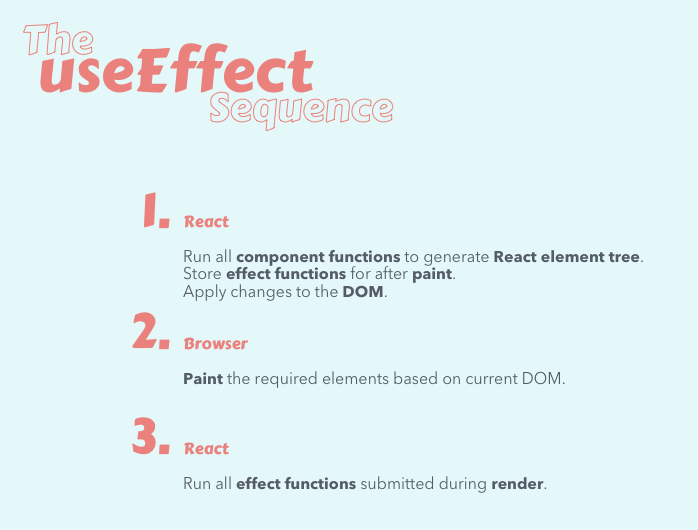 The
useEffect
Sequence
1. React
Run all component functions to generate React element tree.
Store effect functions for after paint.
Apply changes to the DOM.
2. Browser
Paint the required elements based on current DOM.
3. React
Run all effect functions submitted during render.